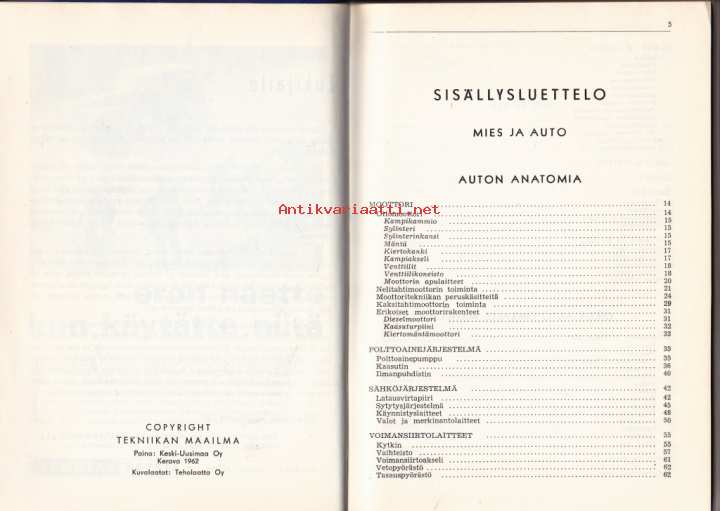 COPYRIGHT
TEKNIIKAN MAAILMA
Paino: Keski-Uusimaa Oy
Kerava 1962
Kuvalaatat: Teholaatta Oy
5
SISÄLLYSLUETTELO
MIES JA AUTO
AUTON ANATOMIA
MOOTTORI 14
Antikvariaatti.net
Ottomoottori 14
Kampikammio 15
Sylinteri 15
Sylinterinkansi 15
Mäntä 15
Kiertokanki 17
Kampiakseli 17
Venttiilit 18
Venttiilikoneisto 18
Moottorin apulaitteet 20
Nelitahtimoottorin toiminta 21
Moottoritekniikan peruskäsitteitä 24
Kaksitahtimoottorin toiminta 29
Erikoiset moottorirakenteet 31
Dieselmoottori 31
Kaasuturpiini 32
Kiertomäntämoottori 33
POLTTOAINEJÄRJESTELMÄ 35
Polttoainepumppu 35
Kaasutin 36
Ilmanpuhdistin 40
SÄHKÖJÄRJESTELMÄ 42
Latausvirtapiiri 42
Sytytysjärjestelmä 45
Käynnistyslaitteet 48
Valot ja merkinantolaitteet 50
VOIMANSIIRTOLAITTEET 55
Kytkin 55
Vaihteisto 57
Voimansiirtoakseli 61
Vetopyörästö 62
Tasauspyörästö 62